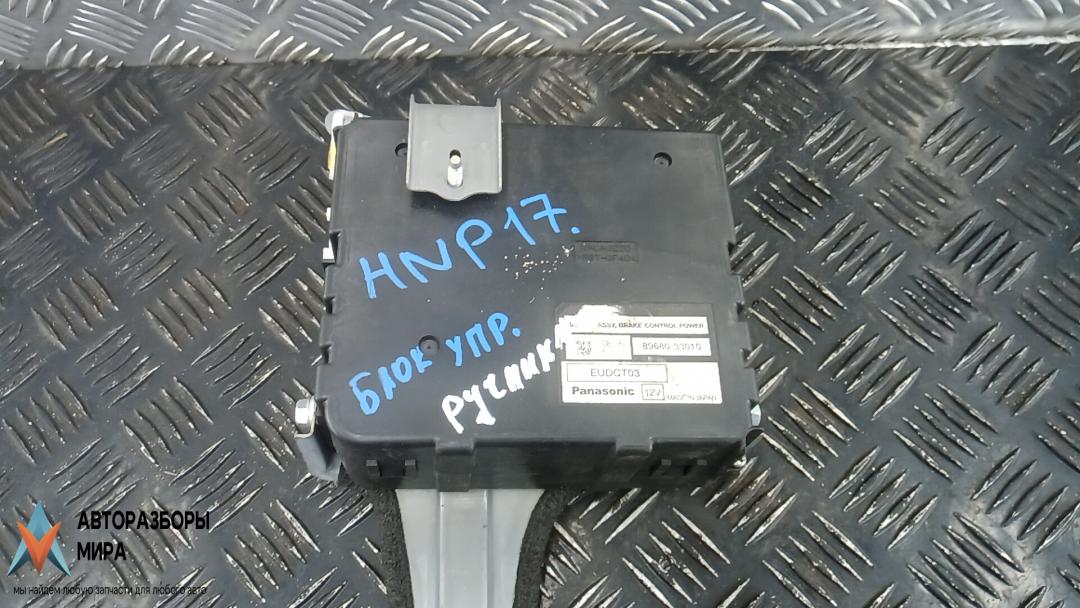 HNP17.
БЛОК УПР.
РУЧНИК
ASSY, BRAKE CONTROL POWER
89680-33010
EUDCT03
Panasonic 12V MADE IN JAPAN
АВТОРАЗБОРЫ
МИРА
мы найдем любую запчасти для любого авто